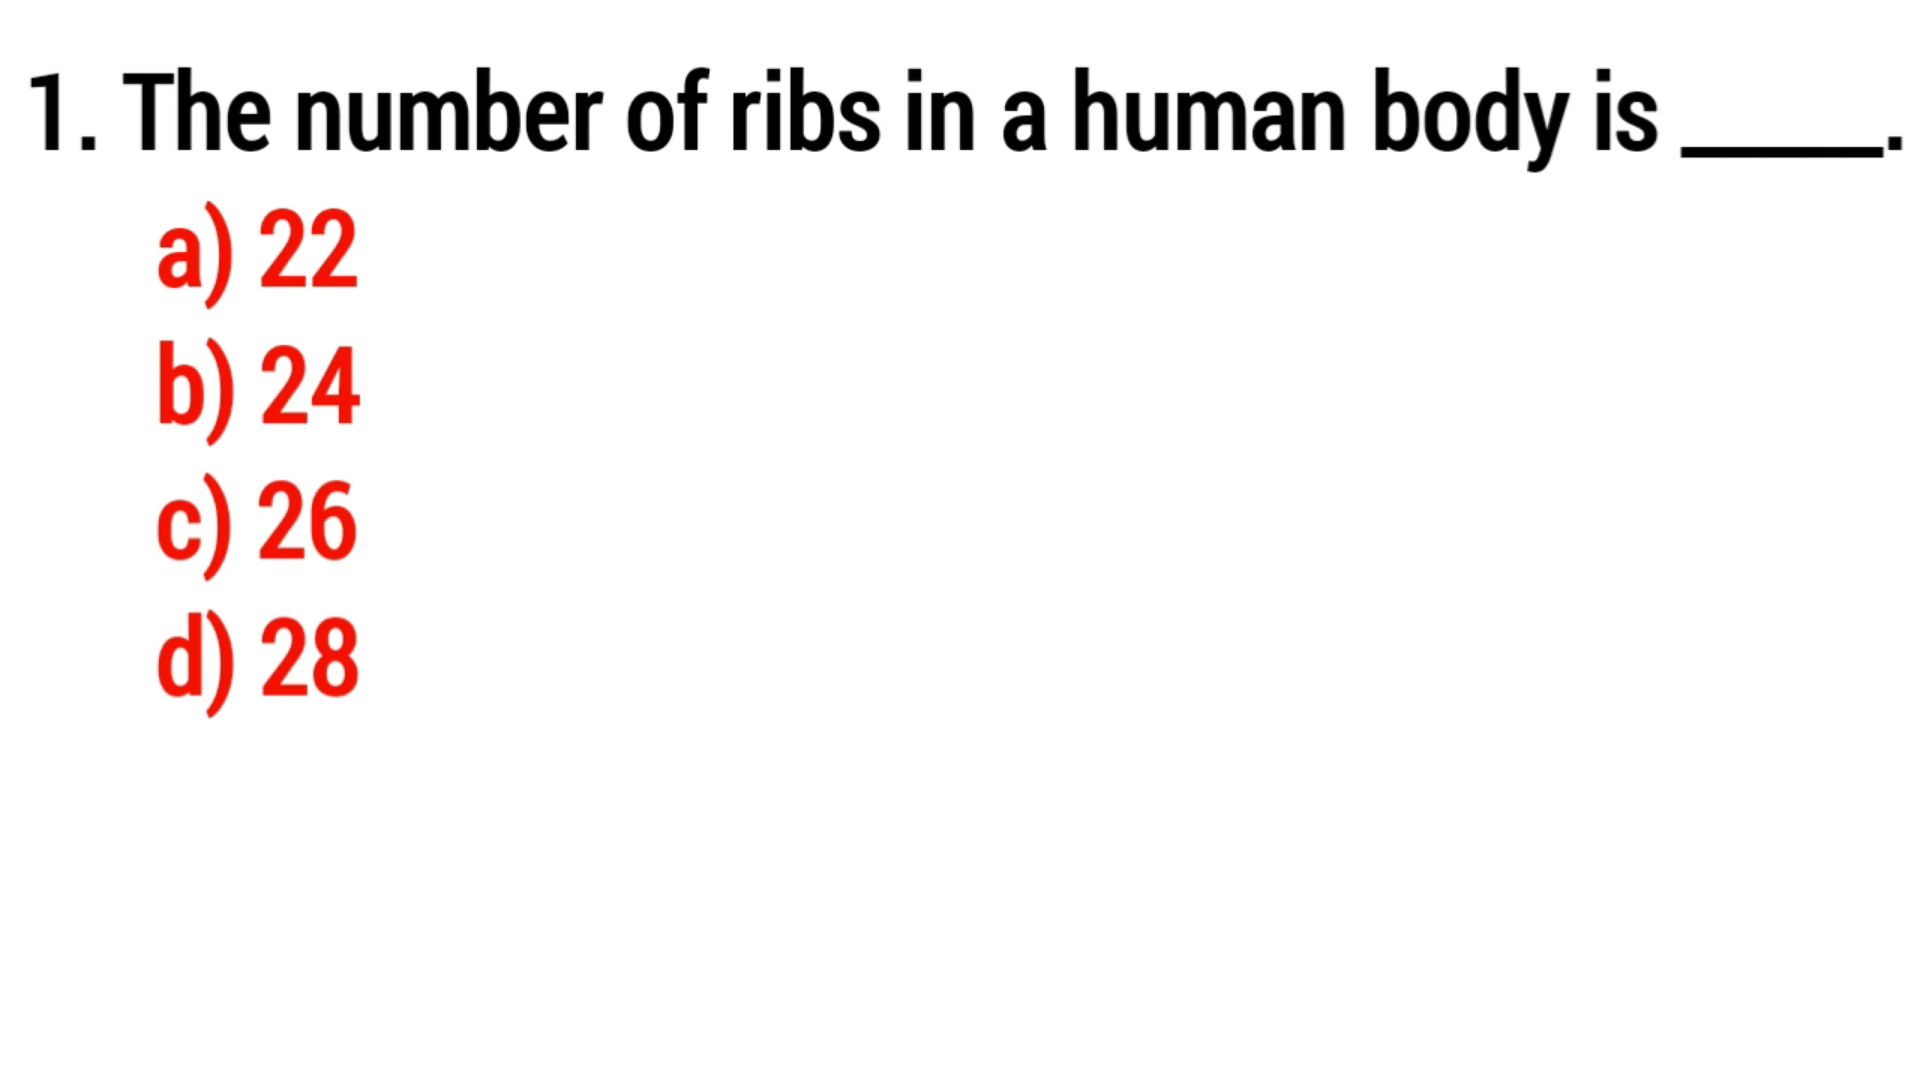 1. The number of ribs in a human body is _____.
a) 22
b) 24
c) 26
d) 28